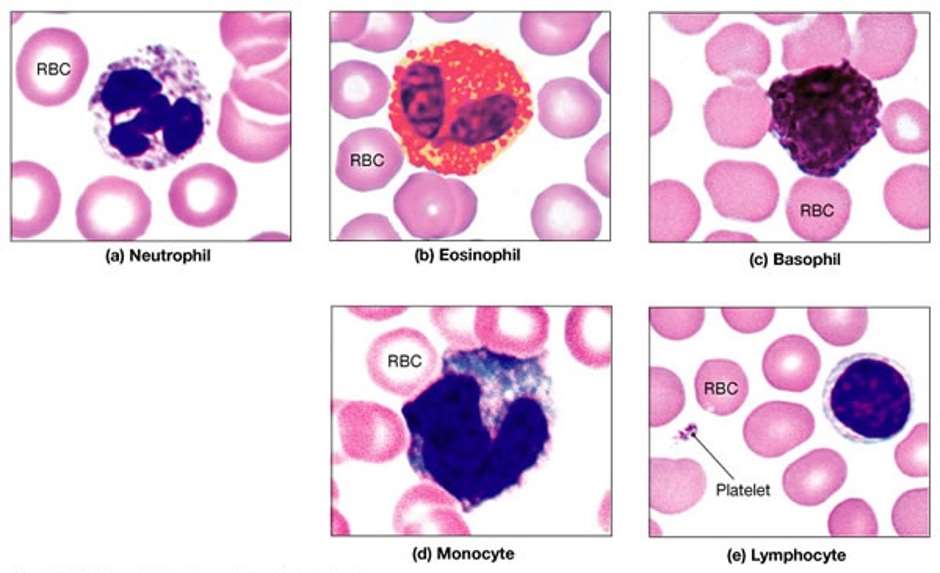 RBC
RBC
RBC
(a) Neutrophil
(b) Eosinophil
(c) Basophil
RBC
RBC
Platelet
(d) Monocyte
(e) Lymphocyte